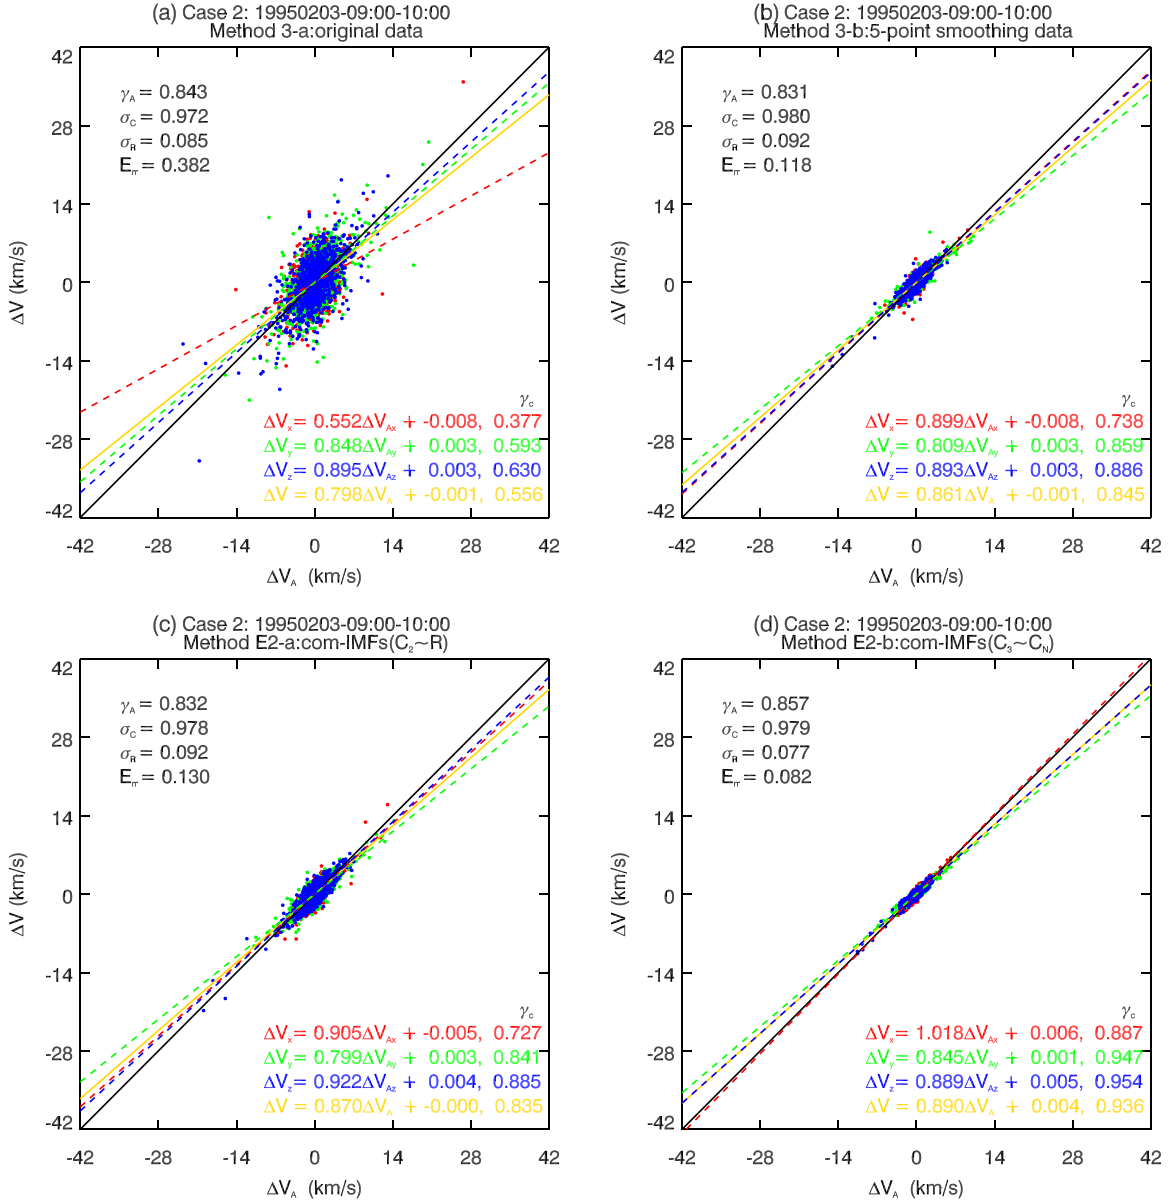 (a) Case 2: 19950203-09:00-10:00
Method 3-a:original data
42
28
14
0
-14
-28
-42
ΔV (km/s)
γA = 0.843
σC = 0.972
σR = 0.085
Err = 0.382
γc
ΔVx = 0.552ΔVAx + -0.008, 0.377
ΔVy = 0.848ΔVAy + 0.003, 0.593
ΔVz = 0.895ΔVAz + 0.003, 0.630
ΔV = 0.798ΔVA + -0.001, 0.556
-42 -28 -14 0 14 28 42
ΔVA (km/s)
(b) Case 2: 19950203-09:00-10:00
Method 3-b:5-point smoothing data
42
28
14
0
-14
-28
-42
ΔV (km/s)
γA = 0.831
σC = 0.980
σR = 0.092
Err = 0.118
γc
ΔVx = 0.899ΔVAx + -0.008, 0.738
ΔVy = 0.809ΔVAy + 0.003, 0.859
ΔVz = 0.893ΔVAz + 0.003, 0.886
ΔV = 0.861ΔVA + -0.001, 0.845
-42 -28 -14 0 14 28 42
ΔVA (km/s)
(c) Case 2: 19950203-09:00-10:00
Method E2-a:com-IMFs(C2~R)
42
28
14
0
-14
-28
-42
ΔV (km/s)
γA = 0.832
σC = 0.978
σR = 0.092
Err = 0.130
γc
ΔVx = 0.905ΔVAx + -0.005, 0.727
ΔVy = 0.799ΔVAy + 0.003, 0.841
ΔVz = 0.922ΔVAz + 0.004, 0.885
ΔV = 0.870ΔVA + -0.000, 0.835
-42 -28 -14 0 14 28 42
ΔVA (km/s)
(d) Case 2: 19950203-09:00-10:00
Method E2-b:com-IMFs(C3~CN)
42
28
14
0
-14
-28
-42
ΔV (km/s)
γA = 0.857
σC = 0.979
σR = 0.077
Err = 0.082
γc
ΔVx = 1.018ΔVAx + 0.006, 0.887
ΔVy = 0.845ΔVAy + 0.001, 0.947
ΔVz = 0.889ΔVAz + 0.005, 0.954
ΔV = 0.890ΔVA + 0.004, 0.936
-42 -28 -14 0 14 28 42
ΔVA (km/s)